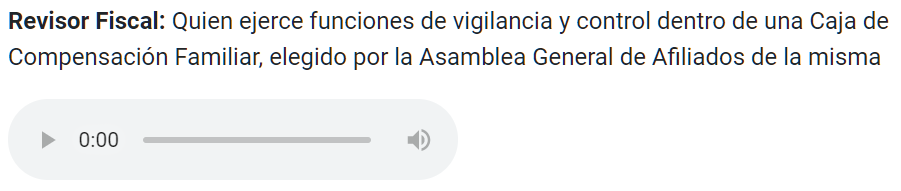 Revisor Fiscal: Quien ejerce funciones de vigilancia y control dentro de una Caja de
Compensación Familiar, elegido por la Asamblea General de Afiliados de la misma
0:00